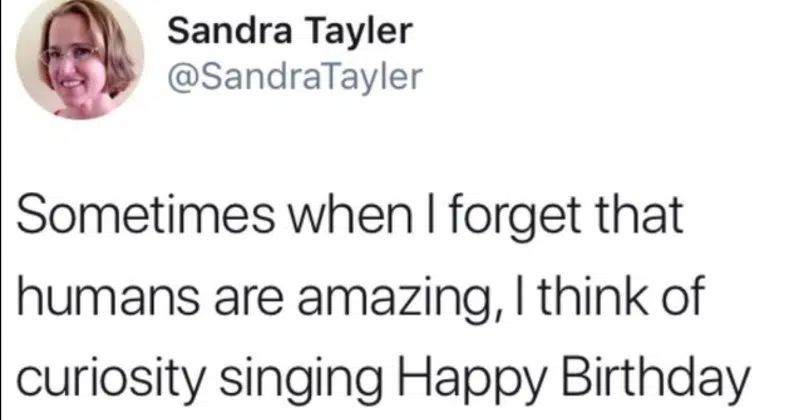 Sandra Tayler
@SandraTayler
Sometimes when I forget that
humans are amazing, I think of
curiosity singing Happy Birthday